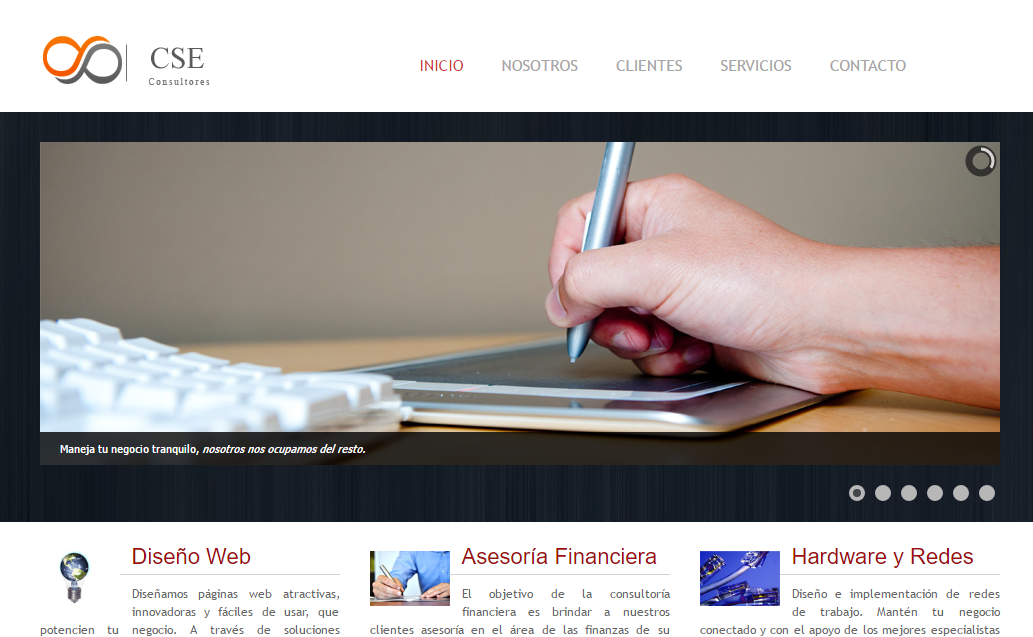 CSE
Consultores
INICIO NOSOTROS CLIENTES SERVICIOS CONTACTO
Maneja tu negocio tranquilo, nosotros nos ocupamos del resto.
Diseño Web
Diseñamos páginas web atractivas,
innovadoras y fáciles de usar, que
potencien tu negocio. A través de soluciones
Asesoría Financiera
El objetivo de la consultoría
financiera es brindar a nuestros
clientes asesoría en el área de las finanzas de su
Hardware y Redes
Diseño e implementación de redes
de trabajo. Mantén tu negocio
conectado y con el apoyo de los mejores especialistas